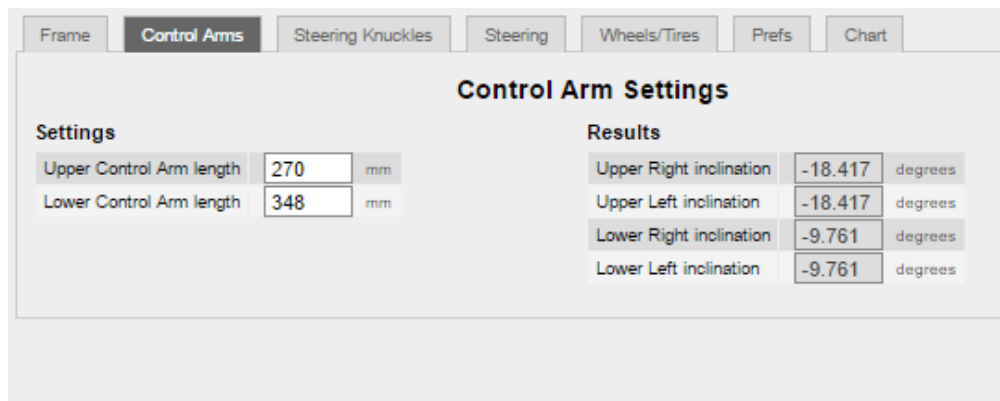 Frame Control Arms Steering Knuckles Steering Wheels/Tires Prefs Chart
Control Arm Settings
Settings
Upper Control Arm length 270 mm
Lower Control Arm length 348 mm
Results
Upper Right inclination -18.417 degrees
Upper Left inclination -18.417 degrees
Lower Right inclination -9.761 degrees
Lower Left inclination -9.761 degrees